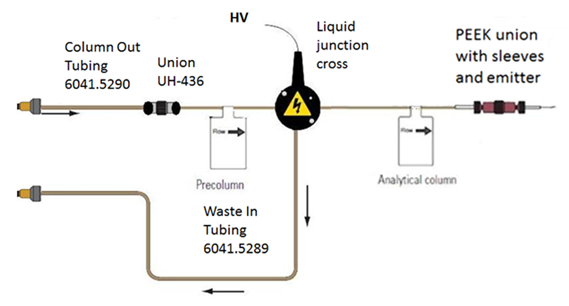 HV
Liquid
junction
cross
Column Out
Tubing
6041.5290
Union
UH-436
PEEK union
with sleeves
and emitter
Flow
Flow
Precolumn
Analytical column
Waste In
Tubing
6041.5289